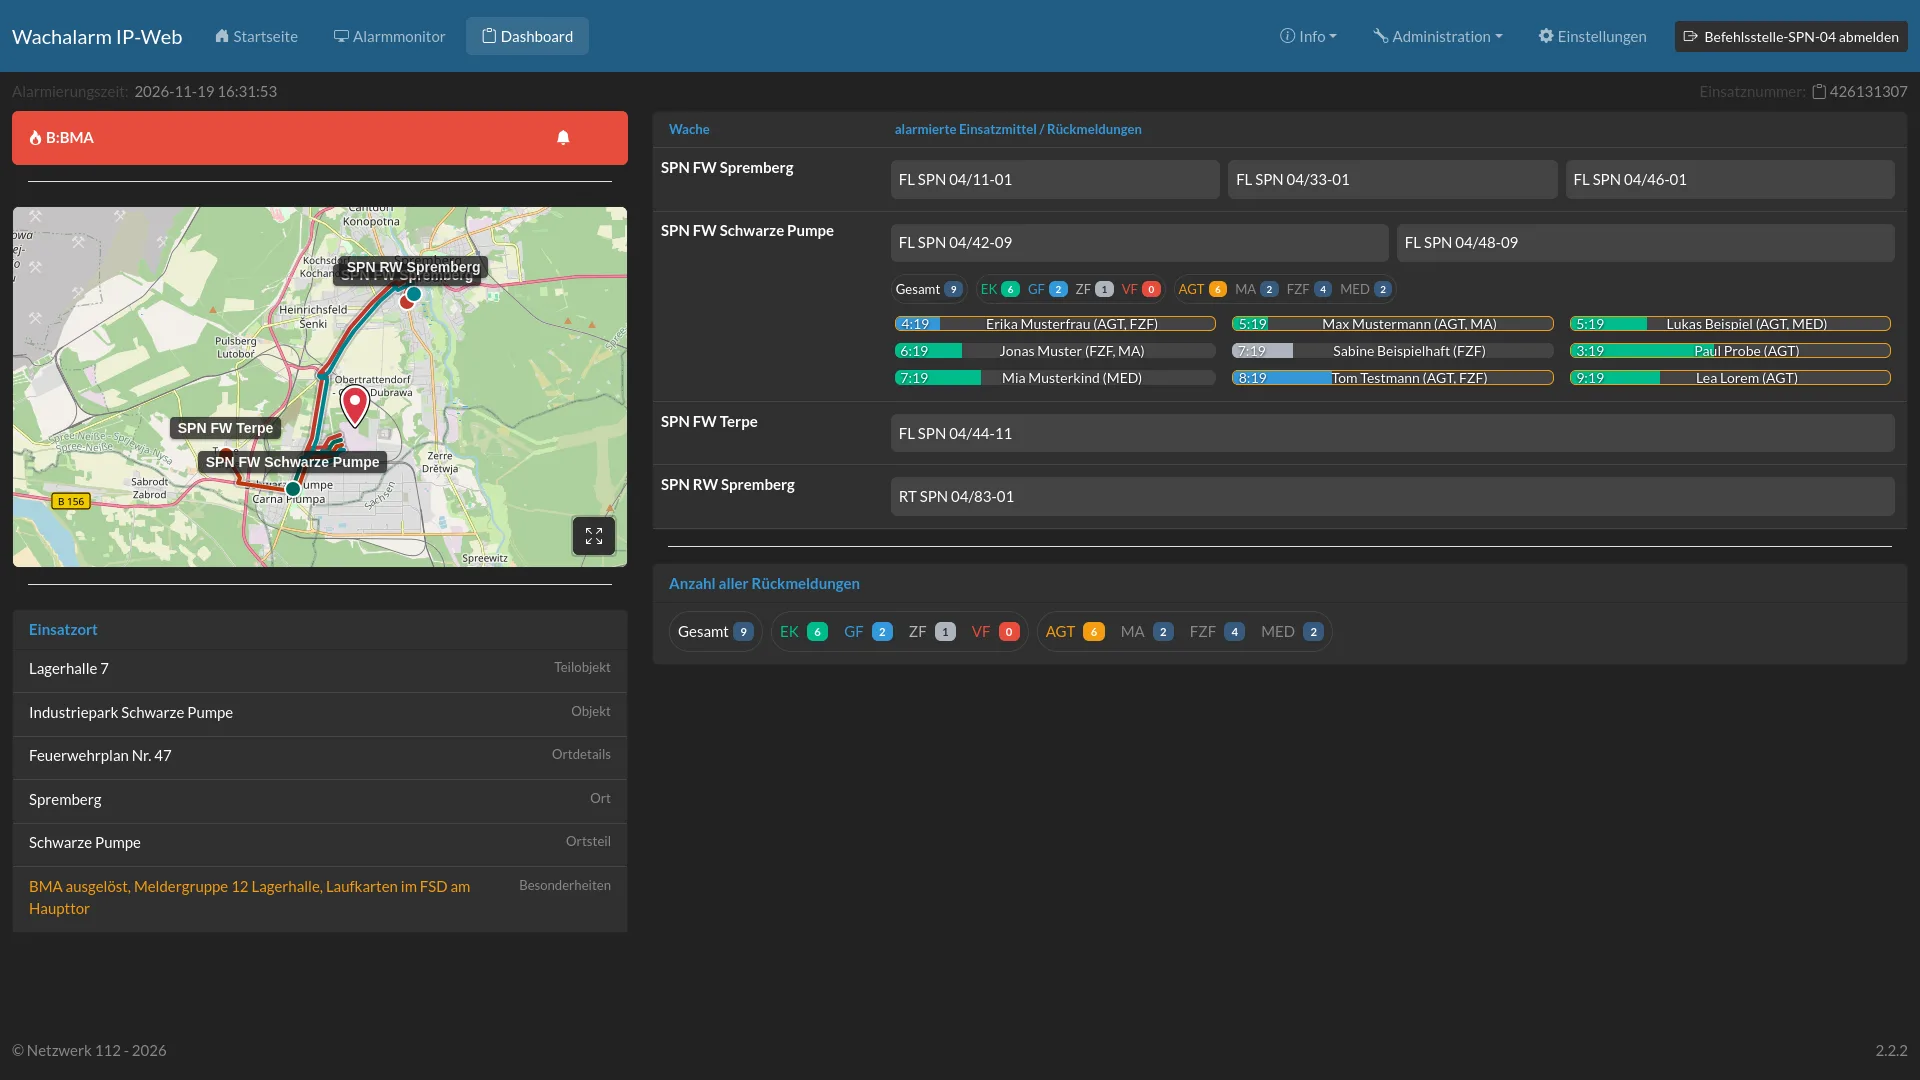 Wachalarm IP-Web Startseite Alarmmonitor Dashboard Info Administration Einstellungen Befehlsstelle-SPN-04 abmelden
Alarmierungszeit: 2026-11-19 16:31:53
Einsatznummer: 426131307
B:BMA
Konopotna
Heinrichsfeld
Šenki
Pulsberg
Lutoboŕ
SPN RW Spremberg
Obertrattendorf
Dubrawa
SPN FW Terpe
SPN FW Schwarze Pumpe
Spree-Neiße - Sprjewja Nysa
Spree-Neiße
Sabrodt
Zabrod
B 156
Carna Plumpa
Sachsen
Zerre
Drětwja
Spreewitz
Einsatzort
Lagerhalle 7 Teilobjekt
Industriepark Schwarze Pumpe Objekt
Feuerwehrplan Nr. 47 Ortdetails
Spremberg Ort
Schwarze Pumpe Ortsteil
BMA ausgelöst, Meldergruppe 12 Lagerhalle, Laufkarten im FSD am Besonderheiten
Haupttor
Wache alarmierte Einsatzmittel / Rückmeldungen
SPN FW Spremberg FL SPN 04/11-01 FL SPN 04/33-01 FL SPN 04/46-01
SPN FW Schwarze Pumpe FL SPN 04/42-09 FL SPN 04/48-09
Gesamt 9 EK 6 GF 2 ZF 1 VF 0 AGT 6 MA 2 FZF 4 MED 2
4:19 Erika Musterfrau (AGT, FZF) 5:19 Max Mustermann (AGT, MA) 5:19 Lukas Beispiel (AGT, MED)
6:19 Jonas Muster (FZF, MA) 7:19 Sabine Beispielhaft (FZF) 3:19 Paul Probe (AGT)
7:19 Mia Musterkind (MED) 8:19 Tom Testmann (AGT, FZF) 9:19 Lea Lorem (AGT)
SPN FW Terpe FL SPN 04/44-11
SPN RW Spremberg RT SPN 04/83-01
Anzahl aller Rückmeldungen
Gesamt 9 EK 6 GF 2 ZF 1 VF 0 AGT 6 MA 2 FZF 4 MED 2
© Netzwerk 112 - 2026
2.2.2